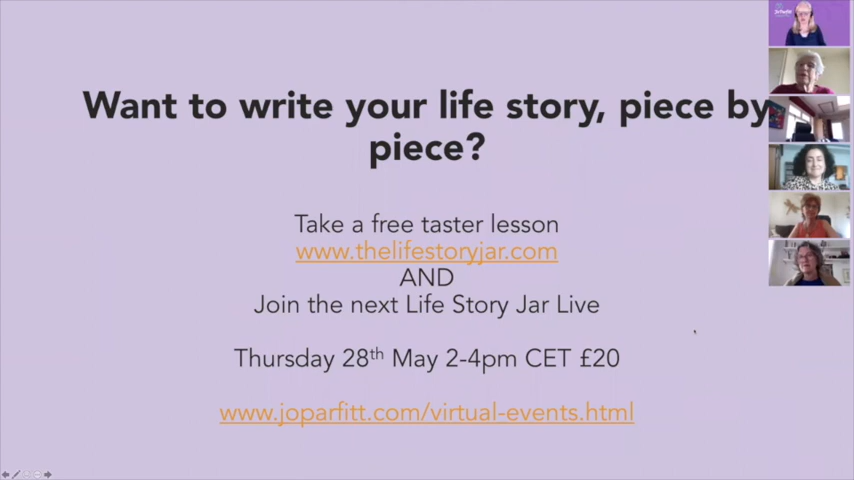 Want to write your life story, piece by
piece?
Take a free taster lesson
www.thelifestoryjar.com
AND
Join the next Life Story Jar Live
Thursday 28th May 2-4pm CET £20
www.joparfitt.com/virtual-events.html